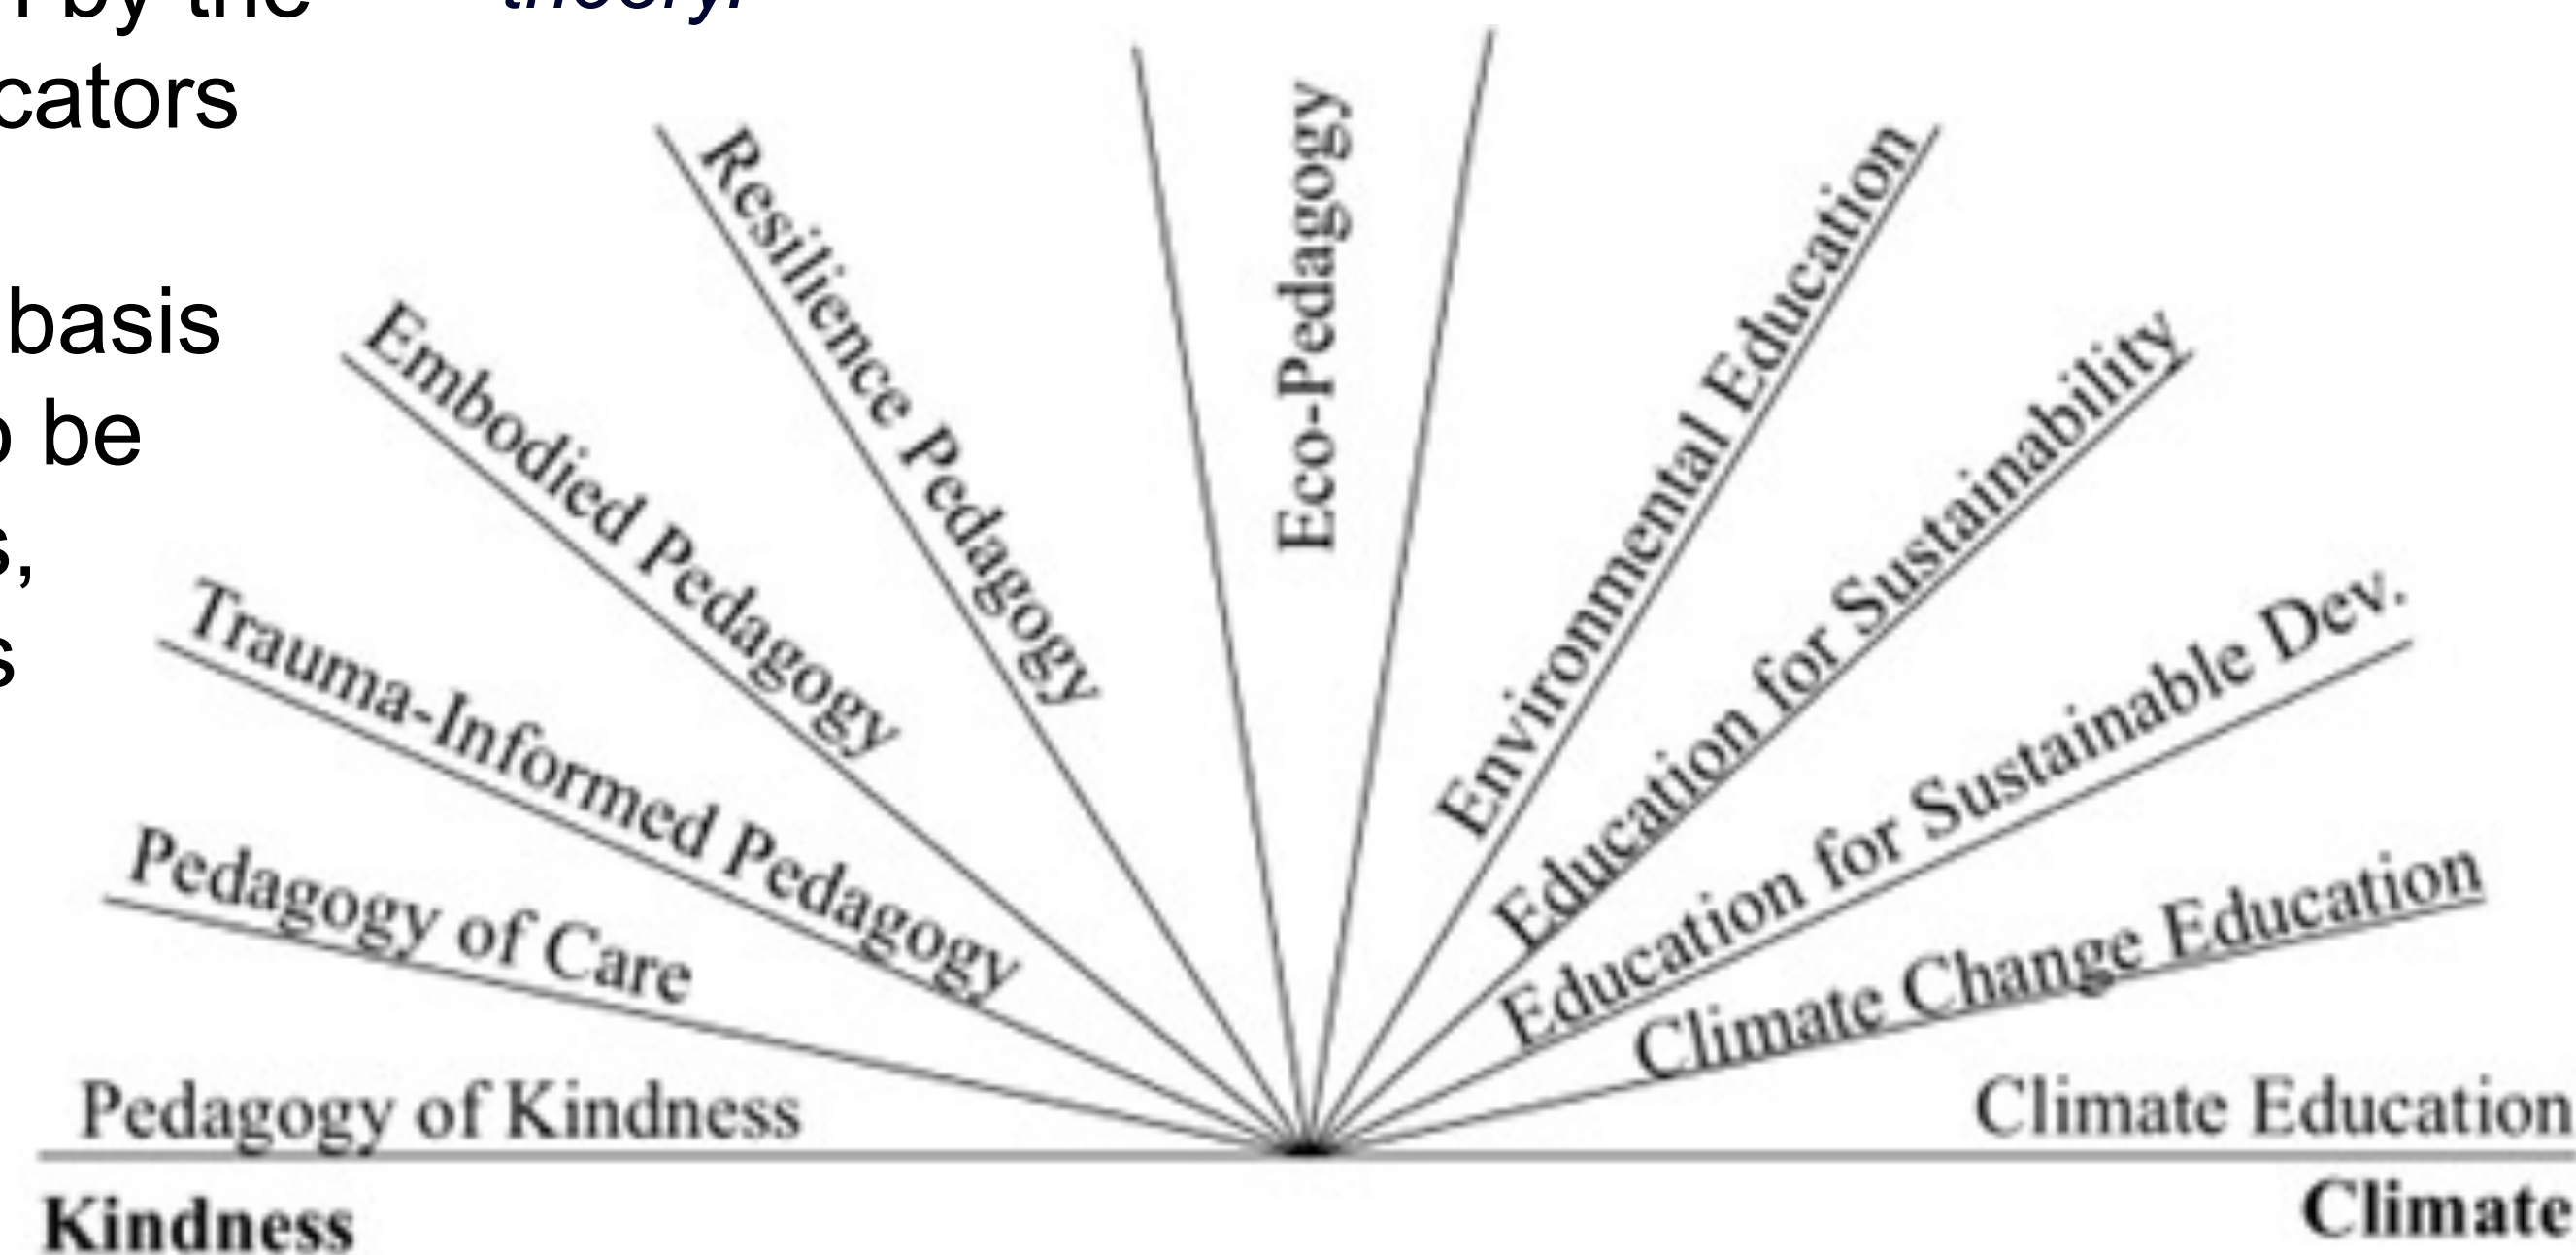 by the
theory.
cators
basis
be
s,
s
Resilience Pedagogy
Eco-Pedagogy
Environmental Education
Embodied Pedagogy
Education for Sustainability
Trauma-Informed Pedagogy
Education for Sustainable Dev.
Pedagogy of Care
Climate Change Education
Pedagogy of Kindness
Climate Education
Kindness
Climate